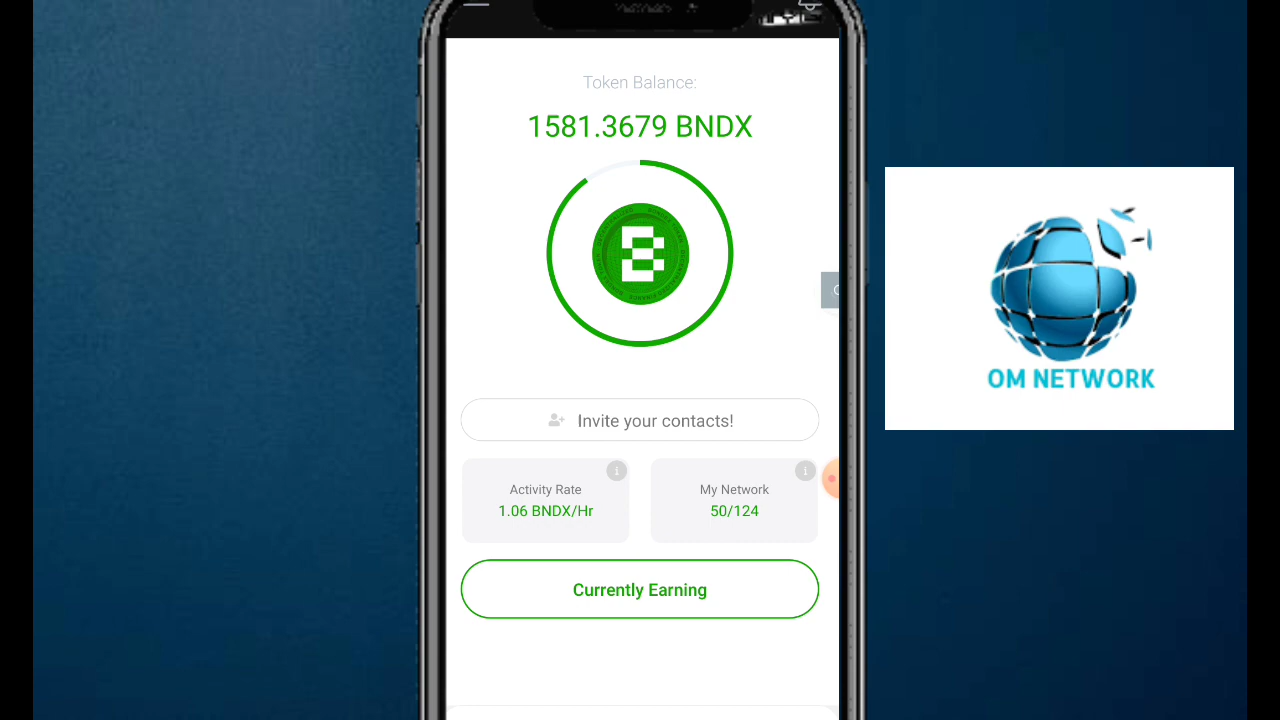 Token Balance:
1581.3679 BNDX
Invite your contacts!
Activity Rate
1.06 BNDX/Hr
My Network
50/124
Currently Earning
OM NETWORK